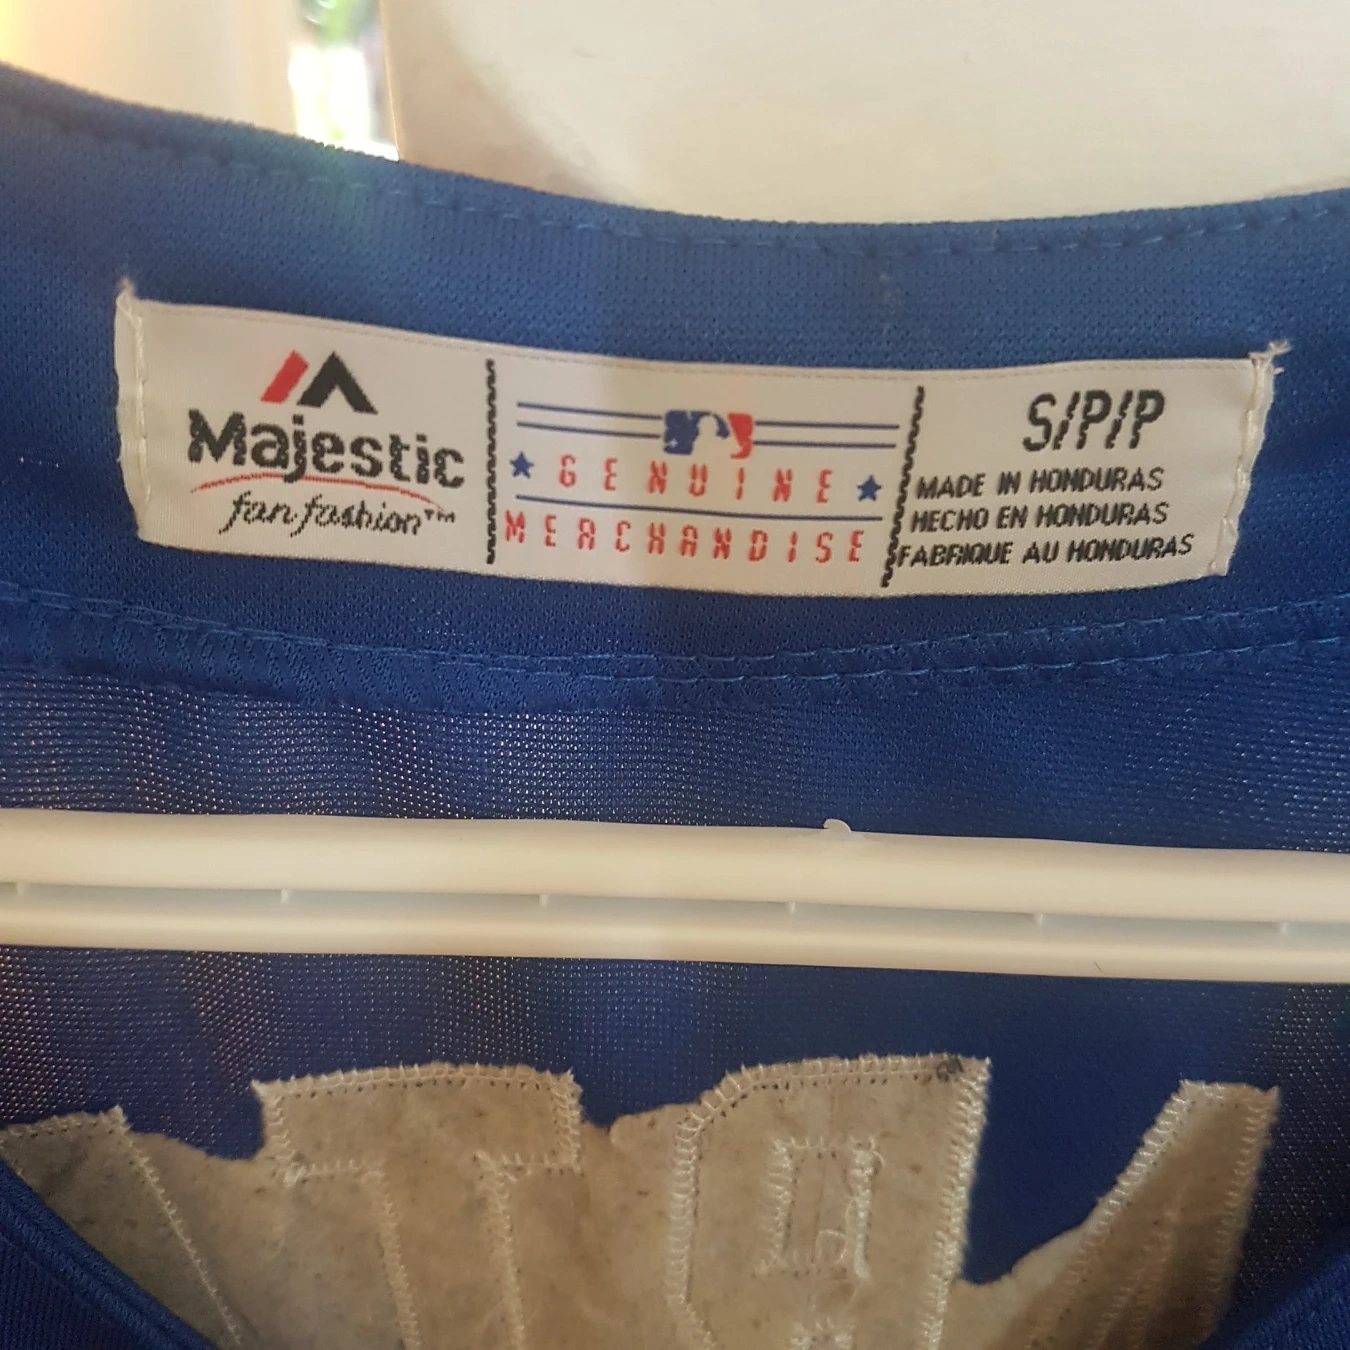 Majestic
fan fashion™
GENUINE
MERCHANDISE
S/P/P
MADE IN HONDURAS
HECHO EN HONDURAS
FABRIQUE AU HONDURAS